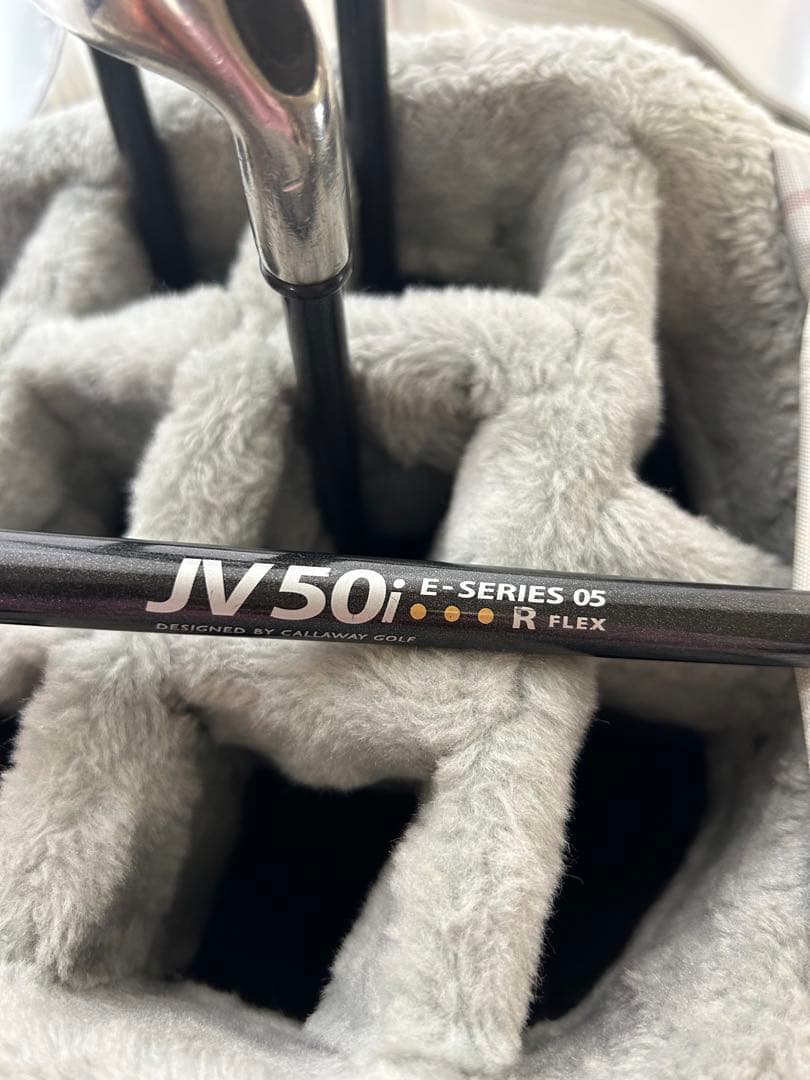 JV50i E-SERIES 05
••• R FLEX
DESIGNED BY CALLAWAY GOLF